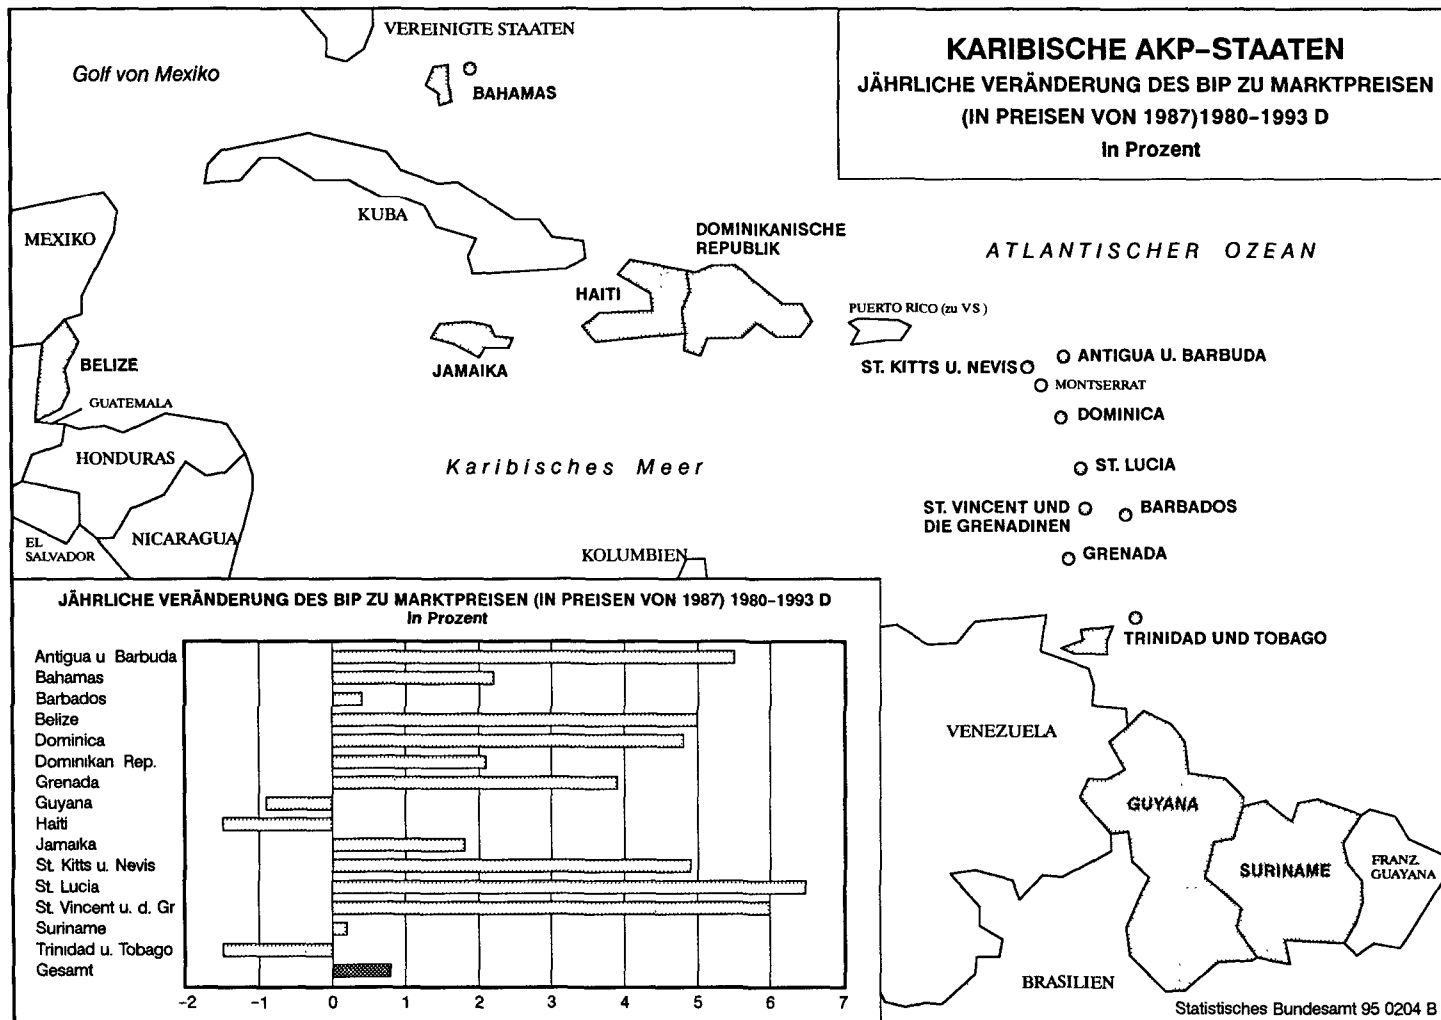 VEREINIGTE STAATEN
Golf von Mexiko
BAHAMAS
KARIBISCHE AKP-STAATEN
JÄHRLICHE VERÄNDERUNG DES BIP ZU MARKTPREISEN
(IN PREISEN VON 1987)1980-1993 D
In Prozent
KUBA
MEXIKO
DOMINIKANISCHE
REPUBLIK
ATLANTISCHER OZEAN
HAITI
PUERTO RICO (zu VS)
JAMAIKA
BELIZE
ST. KITTS U. NEVIS
ANTIGUA U. BARBUDA
MONTSERRAT
GUATEMALA
DOMINICA
HONDURAS
Karibisches Meer
ST. LUCIA
ST. VINCENT UND
DIE GRENADINEN
BARBADOS
EL
SALVADOR
NICARAGUA
KOLUMBIEN
GRENADA
TRINIDAD UND TOBAGO
VENEZUELA
GUYANA
SURINAME
FRANZ.
GUAYANA
BRASILIEN
JÄHRLICHE VERÄNDERUNG DES BIP ZU MARKTPREISEN (IN PREISEN VON 1987) 1980-1993 D
In Prozent
Antigua u Barbuda
Bahamas
Barbados
Belize
Dominica
Dominikan Rep.
Grenada
Guyana
Haiti
Jamaika
St. Kitts u. Nevis
St. Lucia
St. Vincent u. d. Gr
Suriname
Trinidad u. Tobago
Gesamt
-2 -1 0 1 2 3 4 5 6 7
Statistisches Bundesamt 95 0204 B